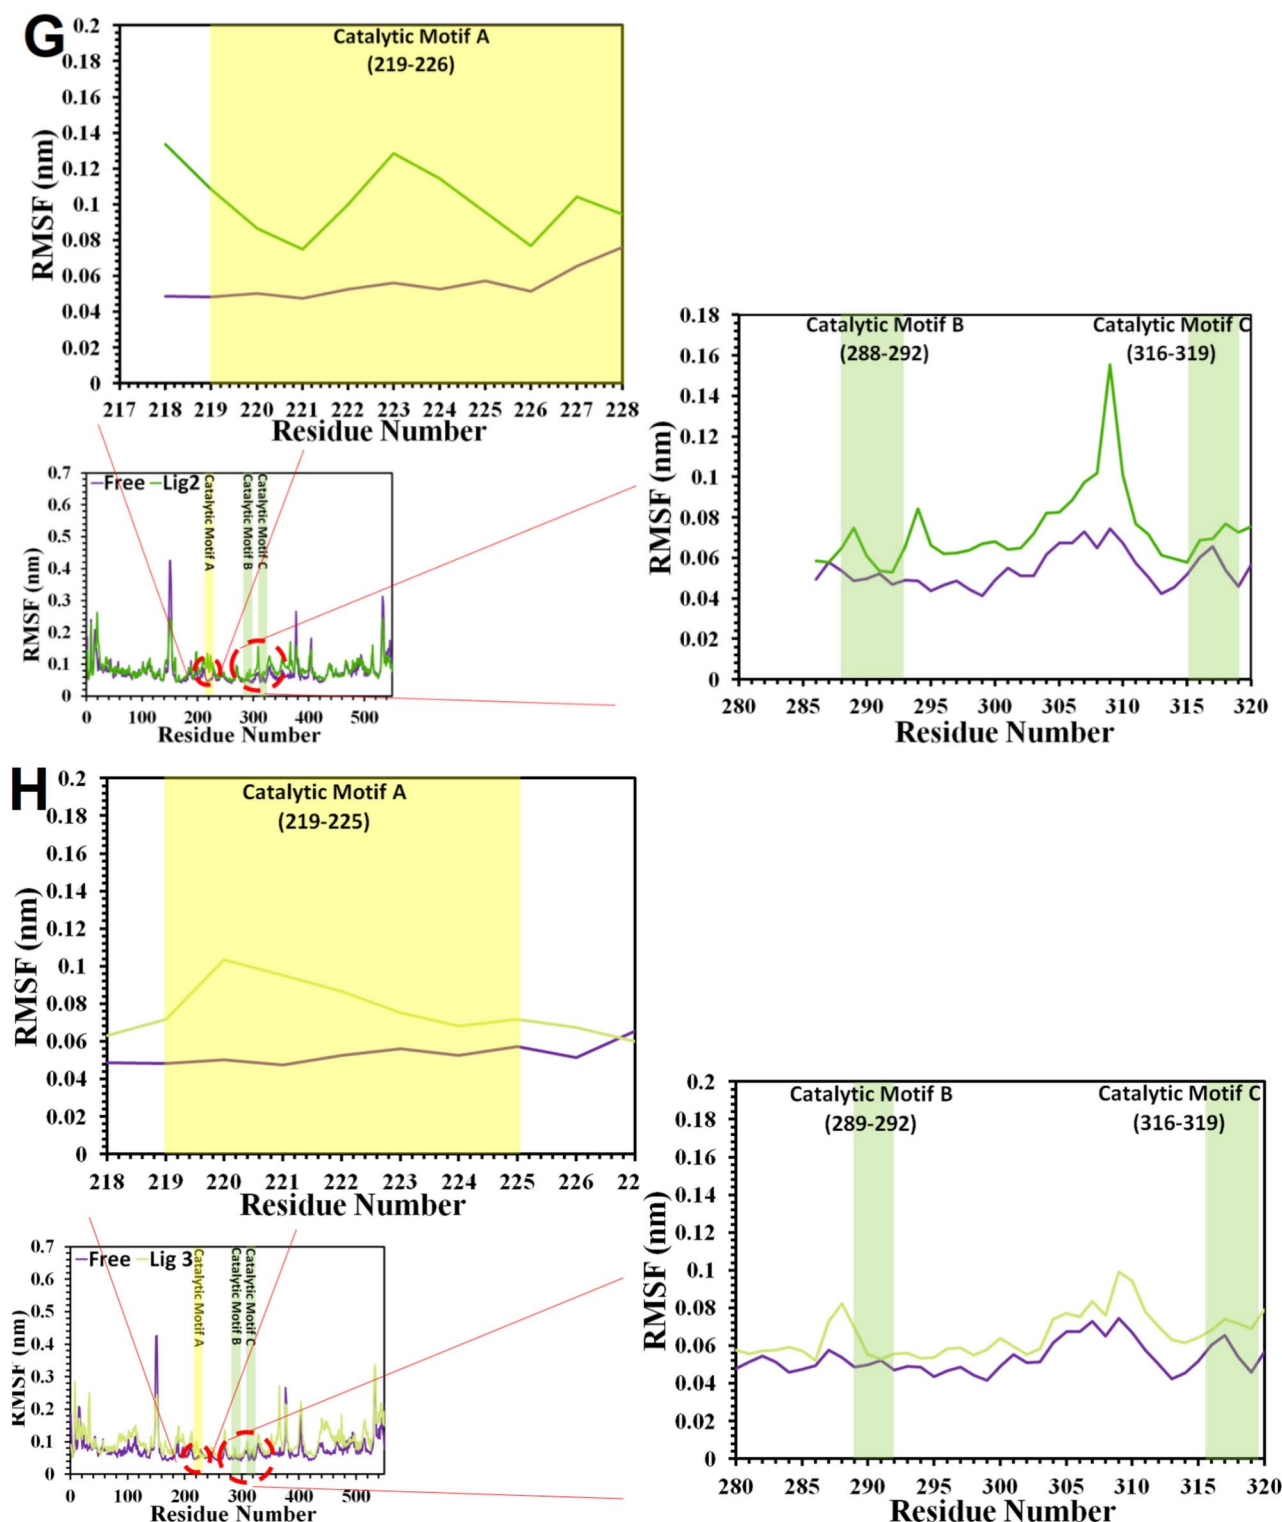 G
Catalytic Motif A
(219-226)
RMSF (nm)
0.2
0.18
0.16
0.14
0.12
0.1
0.08
0.06
0.04
0.02
0
217 218 219 220 221 222 223 224 225 226 227 228
Residue Number
Free Lig2
Catalytic Motif A
Catalytic Motif B
Catalytic Motif C
RMSF (nm)
0.7
0.6
0.5
0.4
0.3
0.2
0.1
0
0 100 200 300 400 500
Residue Number
Catalytic Motif B
(288-292)
Catalytic Motif C
(316-319)
RMSF (nm)
0.18
0.16
0.14
0.12
0.1
0.08
0.06
0.04
0.02
0
280 285 290 295 300 305 310 315 320
Residue Number
H
Catalytic Motif A
(219-225)
RMSF (nm)
0.2
0.18
0.16
0.14
0.12
0.1
0.08
0.06
0.04
0.02
0
218 219 220 221 222 223 224 225 226 22
Residue Number
Free Lig 3
Catalytic Motif A
Catalytic Motif B
Catalytic Motif C
RMSF (nm)
0.7
0.6
0.5
0.4
0.3
0.2
0.1
0
0 100 200 300 400 500
Residue Number
Catalytic Motif B
(289-292)
Catalytic Motif C
(316-319)
RMSF (nm)
0.2
0.18
0.16
0.14
0.12
0.1
0.08
0.06
0.04
0.02
0
280 285 290 295 300 305 310 315 320
Residue Number